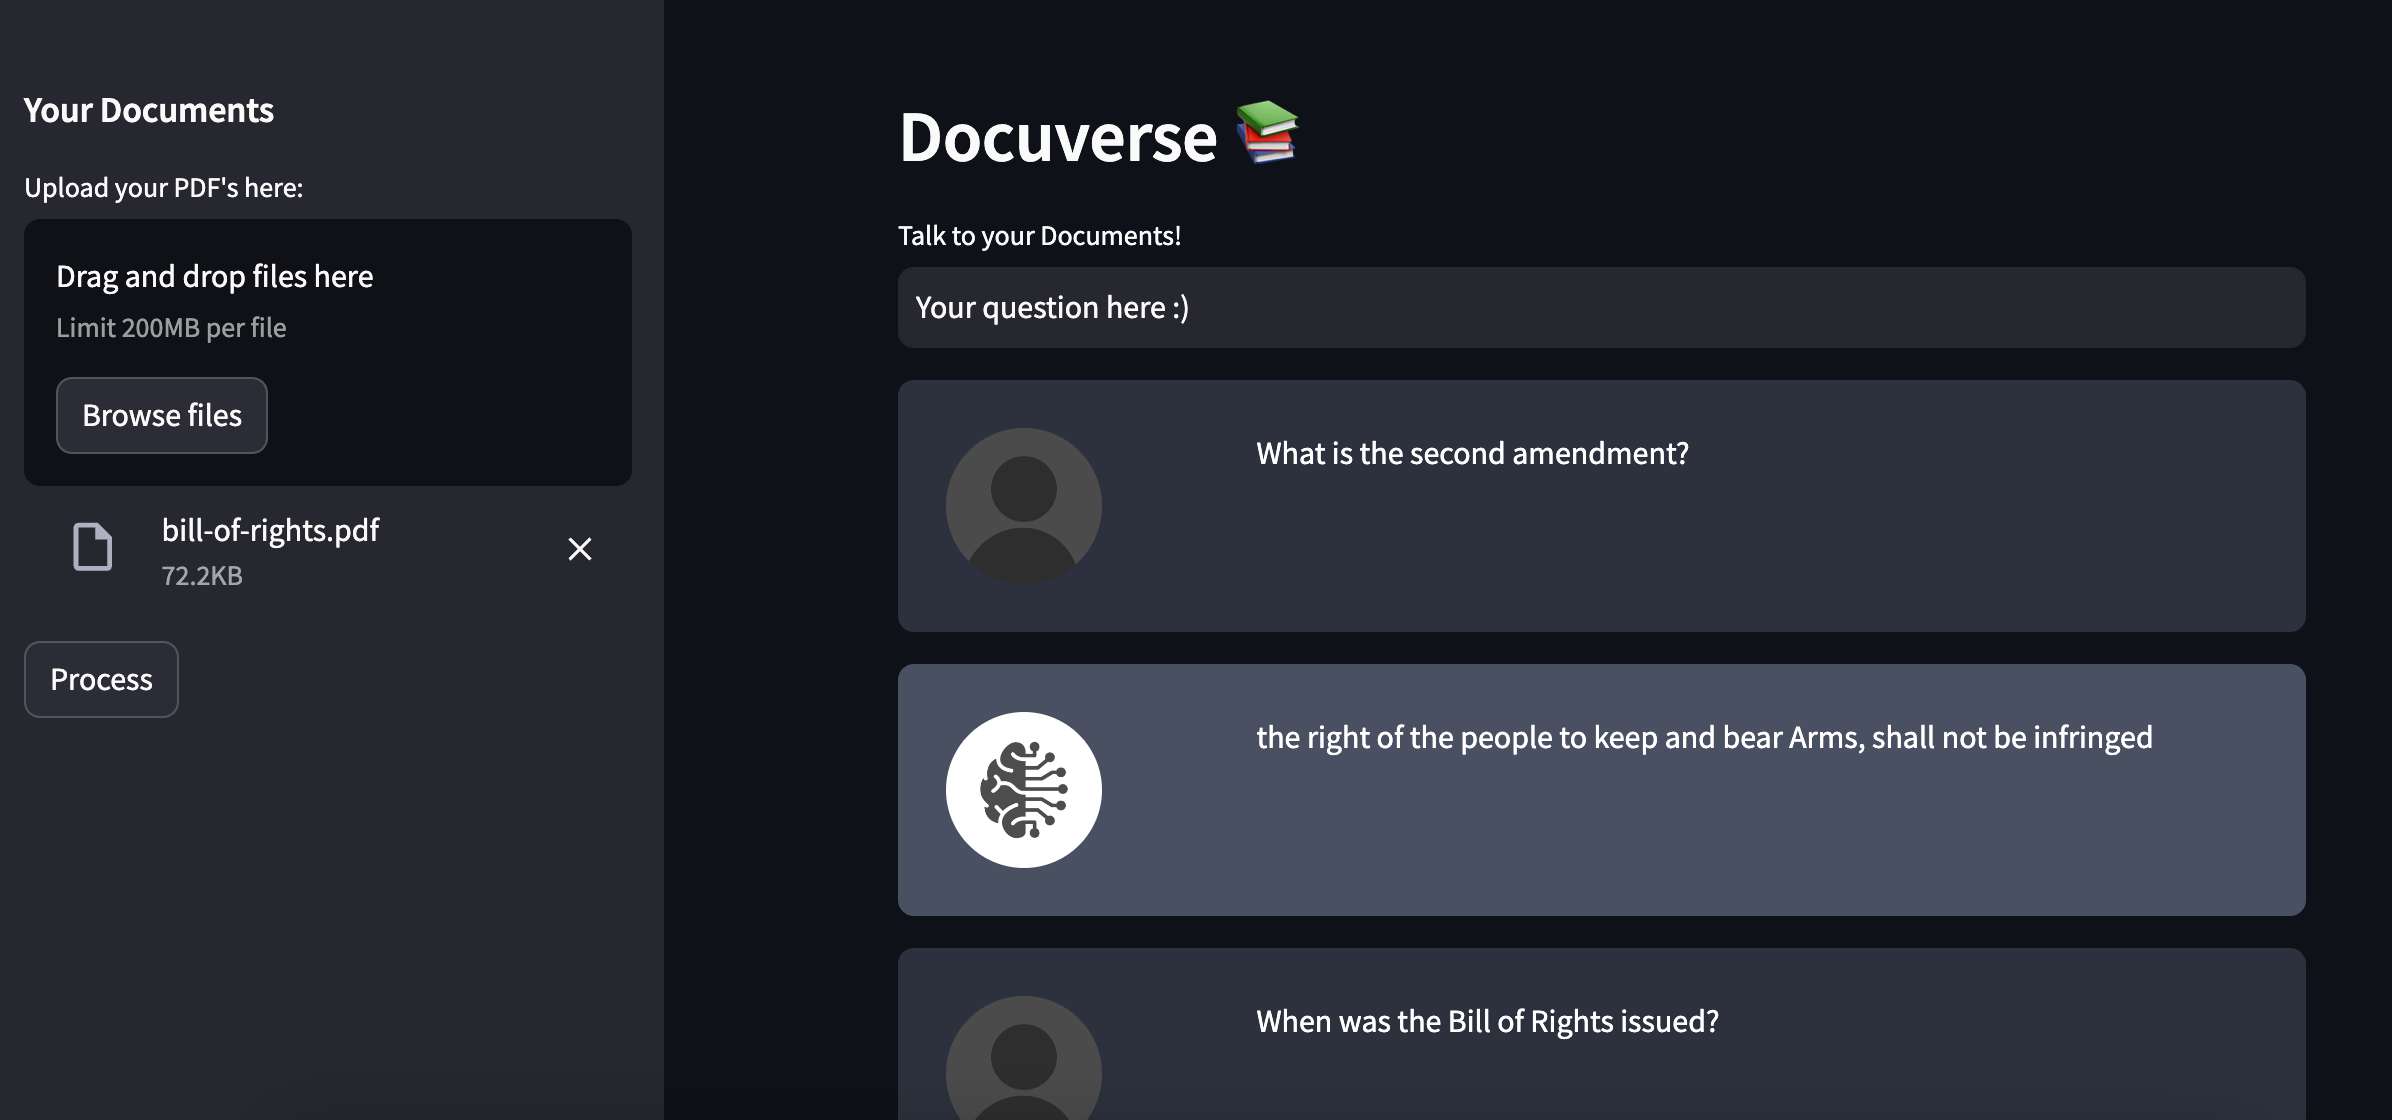 Your Documents
Upload your PDF's here:
Drag and drop files here
Limit 200MB per file
Browse files
bill-of-rights.pdf
72.2KB
Process
Docuverse
Talk to your Documents!
Your question here :)
What is the second amendment?
the right of the people to keep and bear Arms, shall not be infringed
When was the Bill of Rights issued?